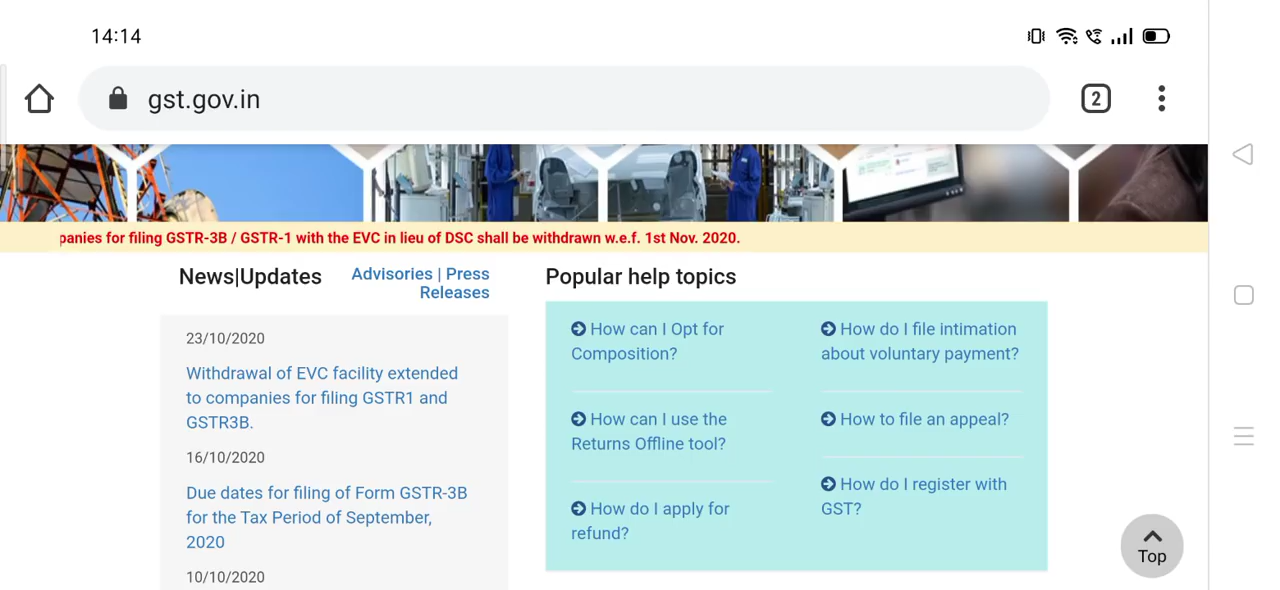 14:14
gst.gov.in
2
panies for filing GSTR-3B / GSTR-1 with the EVC in lieu of DSC shall be withdrawn w.e.f. 1st Nov. 2020.
News|Updates
Advisories | Press
Releases
23/10/2020
Withdrawal of EVC facility extended
to companies for filing GSTR1 and
GSTR3B.
16/10/2020
Due dates for filing of Form GSTR-3B
for the Tax Period of September,
2020
10/10/2020
Popular help topics
How can I Opt for
Composition?
How can I use the
Returns Offline tool?
How do I apply for
refund?
How do I file intimation
about voluntary payment?
How to file an appeal?
How do I register with
GST?
Top